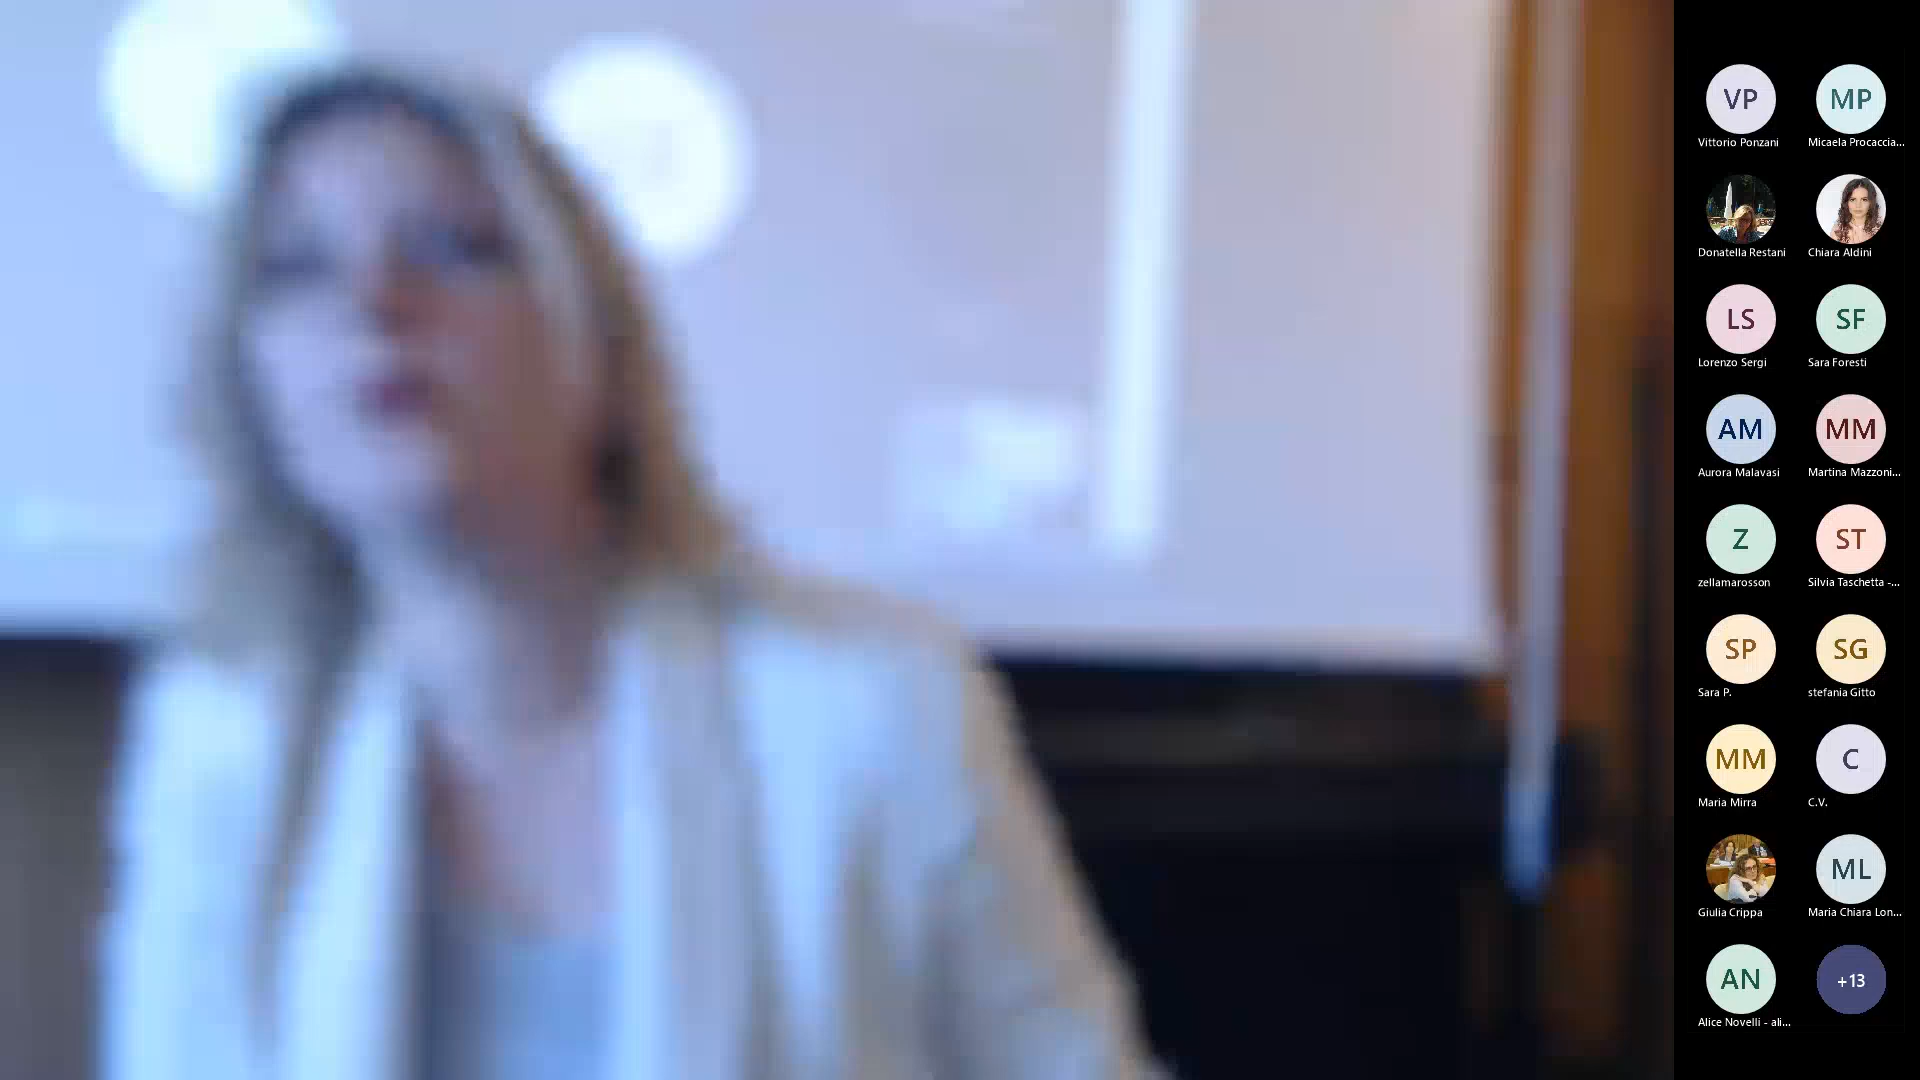 VP MP
Vittorio Ponzani Micaela Procaccia...
Donatella Restani Chiara Aldini
LS SF
Lorenzo Sergi Sara Foresti
AM MM
Aurora Malavasi Martina Mazzoni...
Z ST
zellamarosson Silvia Taschetta -...
SP SG
Sara P. stefania Gitto
MM C
Maria Mirra C.V.
ML
Giulia Crippa Maria Chiara Lon...
AN +13
Alice Novelli - ali...